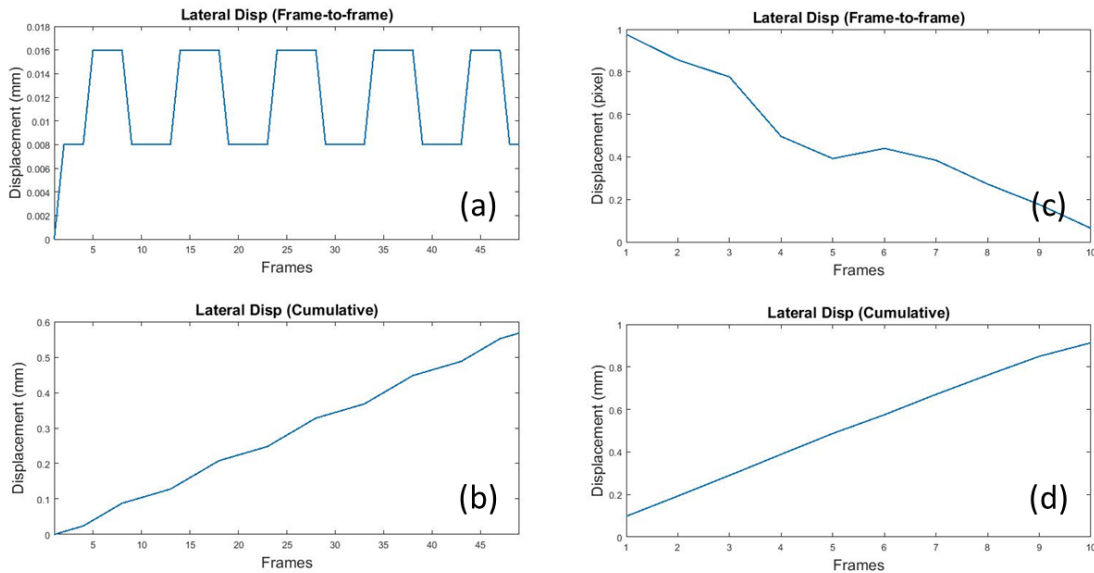 Lateral Disp (Frame-to-frame)
0.018
0.016
0.014
0.012
0.01
0.008
0.006
0.004
0.002
0
Displacement (mm)
5 10 15 20 25 30 35 40 45
Frames
(a)
Lateral Disp (Frame-to-frame)
1
0.8
0.6
0.4
0.2
0
Displacement (pixel)
1 2 3 4 5 6 7 8 9 10
Frames
(c)
Lateral Disp (Cumulative)
0.6
0.5
0.4
0.3
0.2
0.1
0
Displacement (mm)
5 10 15 20 25 30 35 40 45
Frames
(b)
Lateral Disp (Cumulative)
1
0.8
0.6
0.4
0.2
0
Displacement (mm)
1 2 3 4 5 6 7 8 9 10
Frames
(d)